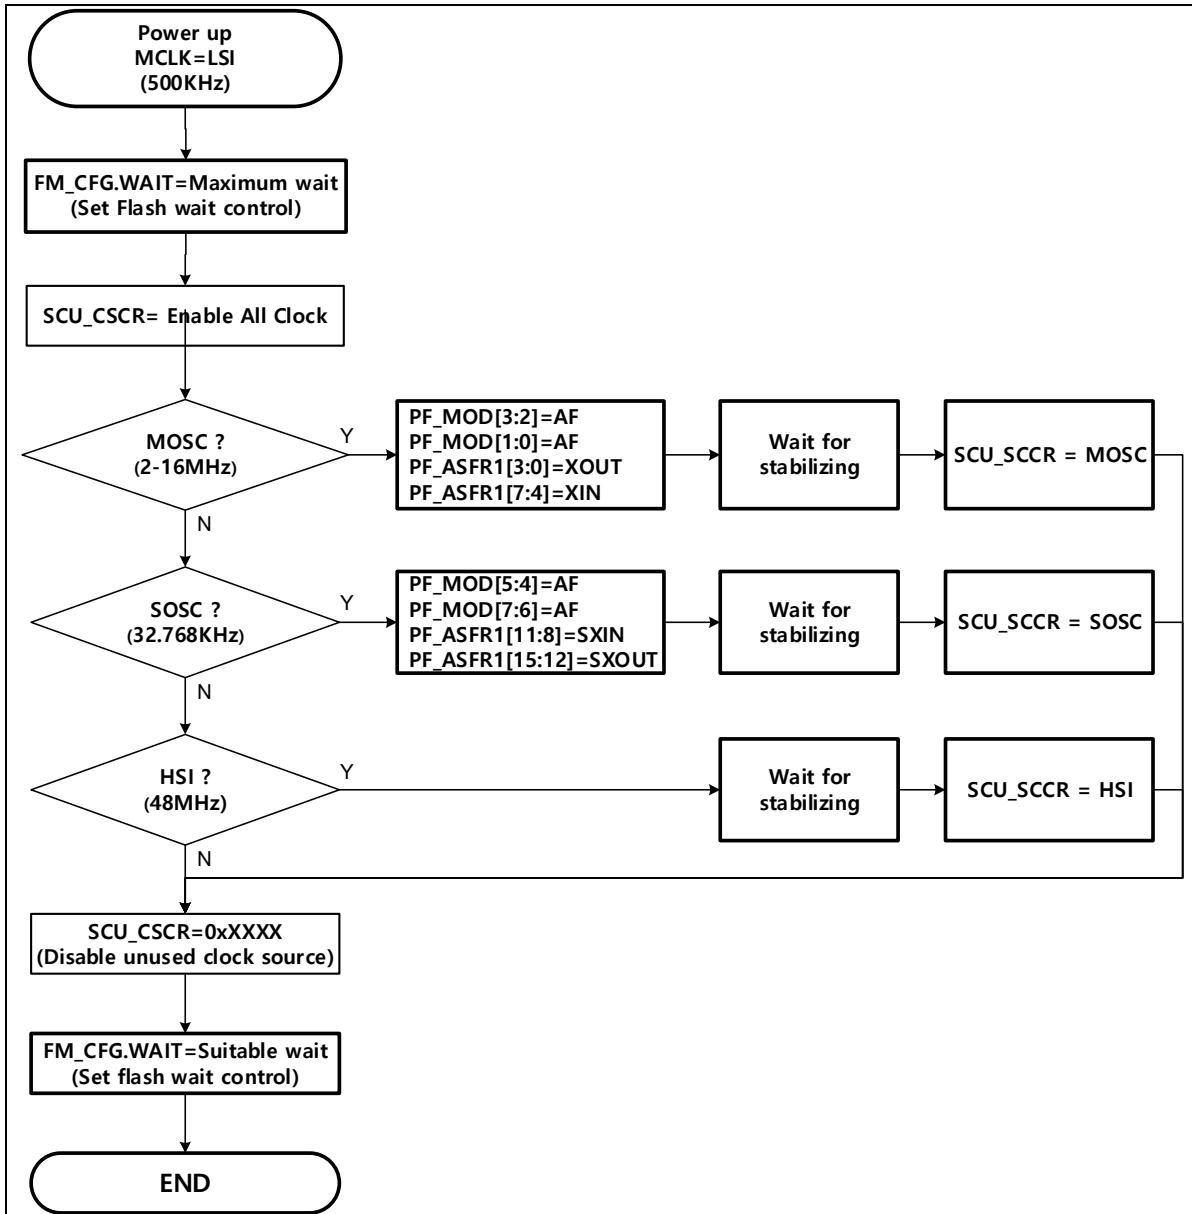 Power up
MCLK=LSI
(500KHz)
FM_CFG.WAIT=Maximum wait
(Set Flash wait control)
SCU_CSCR= Enable All Clock
MOSC ?
(2-16MHz)
Y
PF_MOD[3:2]=AF
PF_MOD[1:0]=AF
PF_ASFR1[3:0]=XOUT
PF_ASFR1[7:4]=XIN
Wait for
stabilizing
SCU_SCCR = MOSC
N
SOSC ?
(32.768KHz)
Y
PF_MOD[5:4]=AF
PF_MOD[7:6]=AF
PF_ASFR1[11:8]=SXIN
PF_ASFR1[15:12]=SXOUT
Wait for
stabilizing
SCU_SCCR = SOSC
N
HSI ?
(48MHz)
Y
Wait for
stabilizing
SCU_SCCR = HSI
N
SCU_CSCR=0xXXXX
(Disable unused clock source)
FM_CFG.WAIT=Suitable wait
(Set flash wait control)
END